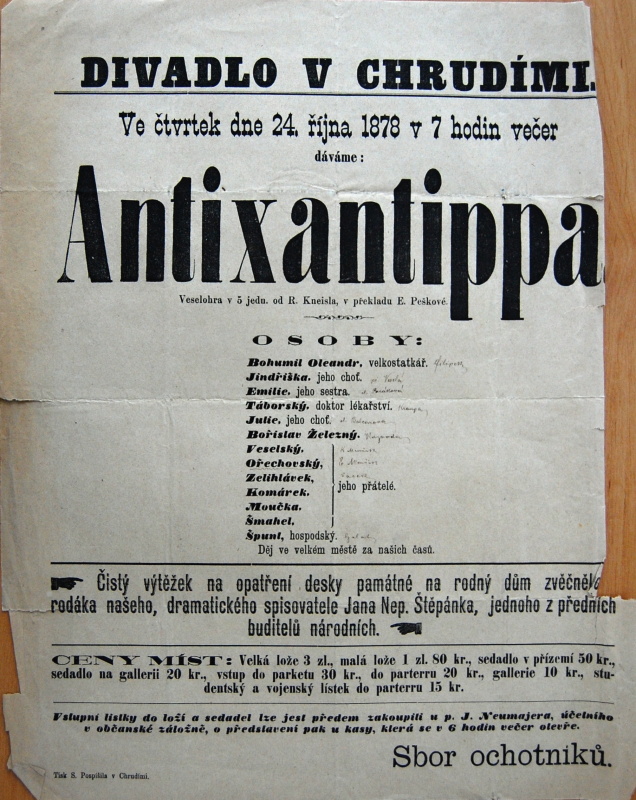 DIVADLO V CHRUDÍMI.
Ve čtvrtek dne 24. října 1878 v 7 hodin večer
dáváme:
Antixantippa.
Veselohra v 5 jedn. od R. Kneisla, v překladu E. Peškové.
OSOBY:
Bohumil Oleandr, velkostatkář.
Jindřiška, jeho choť.
Emilie, jeho sestra.
Táborský, doktor lékařství.
Julie, jeho choť.
Bořislav Železný.
Veselský,
Ořechovský,
Zelihlávek,
Komárek, jeho přátelé.
Moučka,
Šmahel,
Špunt, hospodský.
Děj ve velkém městě za našich časů.
Čistý výtěžek na opatření desky památné na rodný dům zvěčnělého
rodáka našeho, dramatického spisovatele Jana Nep. Štěpánka, jednoho z předních
buditelů národních.
CENY MÍST: Velká lože 3 zl., malá lože 1 zl. 80 kr., sedadlo v přízemí 50 kr.,
sedadlo na gallerii 20 kr., vstup do parketu 30 kr., do parterru 20 kr., gallerie 10 kr., stu-
dentský a vojenský lístek do parterru 15 kr.
Vstupní lístky do loží a sedadel lze jest předem zakoupiti u p. J. Neumajera, účetního
v občanské záložně, o představení pak u kasy, která se v 6 hodin večer otevře.
Sbor ochotníků.
Tisk S. Pospíšila v Chrudimi.